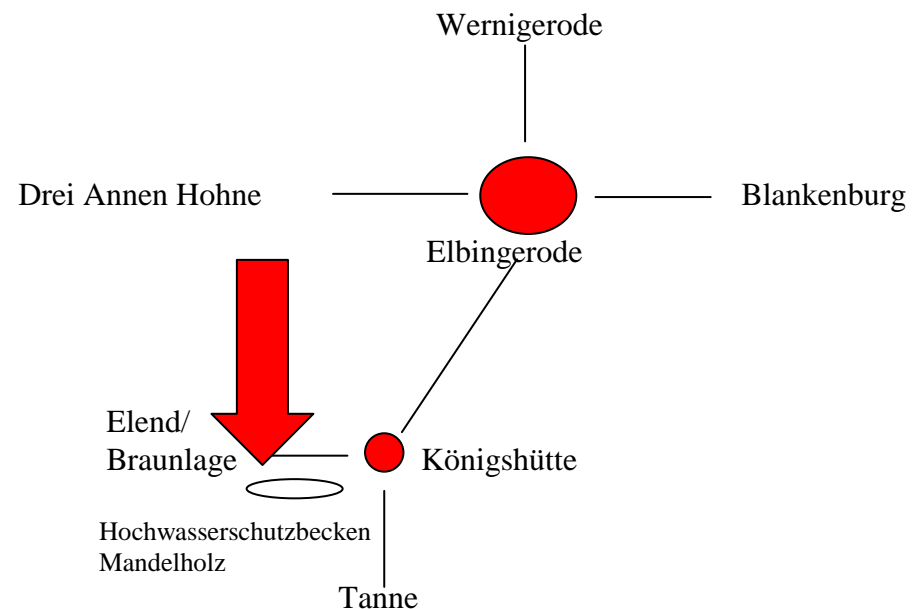 Wernigerode
Drei Annen Hohne
Blankenburg
Elbingerode
Elend/
Braunlage
Königshütte
Hochwasserschutzbecken
Mandelholz
Tanne